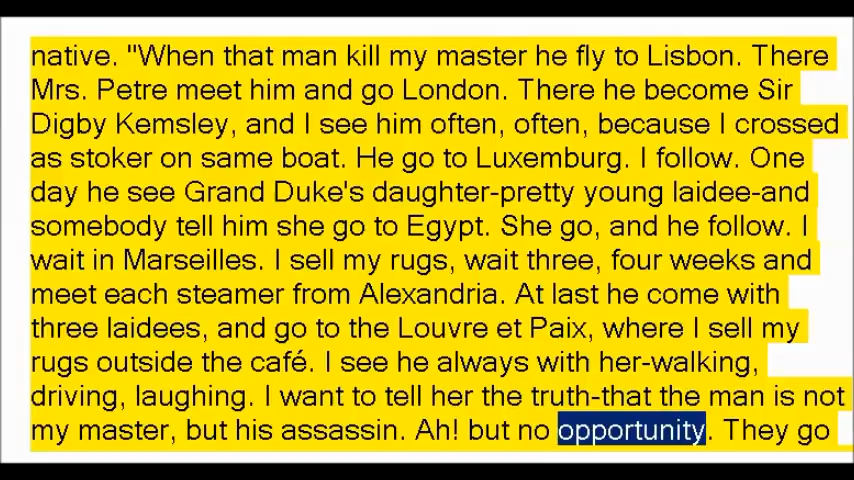 native. "When that man kill my master he fly to Lisbon. There
Mrs. Petre meet him and go London. There he become Sir
Digby Kemsley, and I see him often, often, because I crossed
as stoker on same boat. He go to Luxemburg. I follow. One
day he see Grand Duke's daughter-pretty young laidee-and
somebody tell him she go to Egypt. She go, and he follow. I
wait in Marseilles. I sell my rugs, wait three, four weeks and
meet each steamer from Alexandria. At last he come with
three laidees, and go to the Louvre et Paix, where I sell my
rugs outside the café. I see he always with her-walking,
driving, laughing. I want to tell her the truth-that the man is not
my master, but his assassin. Ah! but no opportunity. They go